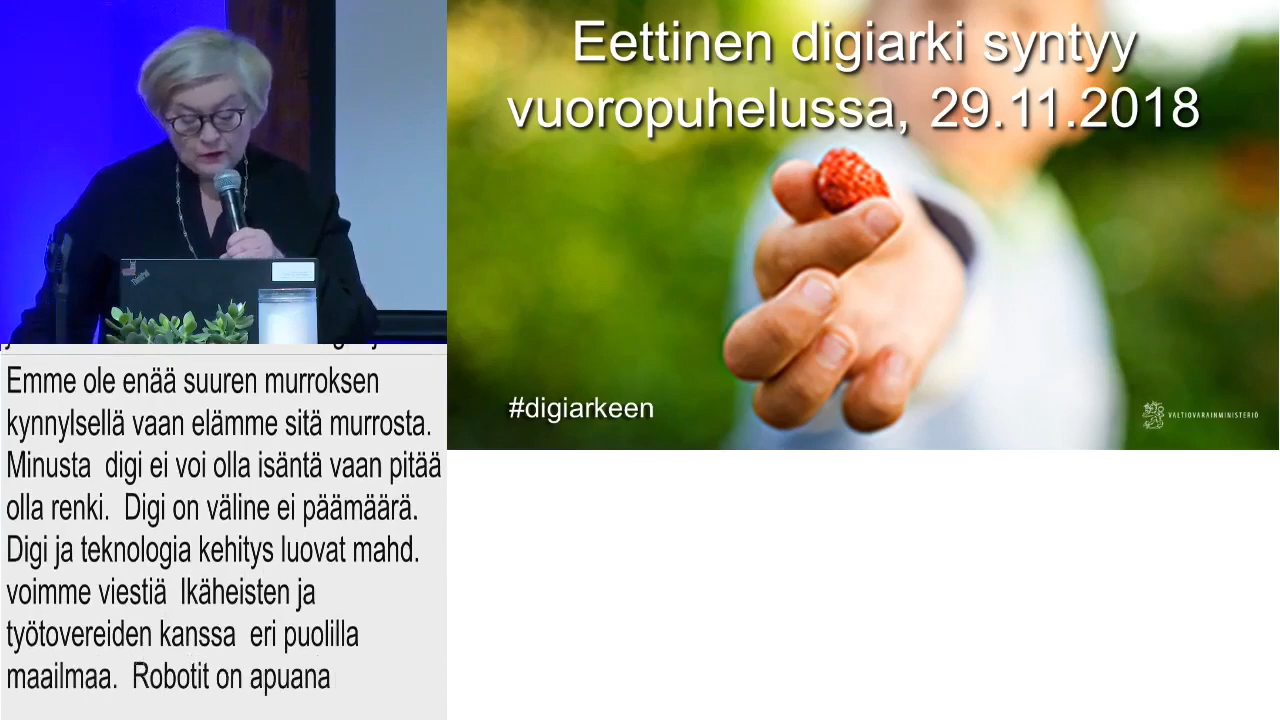 Eettinen digiarki syntyy
vuoropuhelussa, 29.11.2018
#digiarkeen
VALTIOVARAINMINISTERIÖ
Emme ole enää suuren murroksen
kynnylsellä vaan elämme sitä murrosta.
Minusta  digi ei voi olla isäntä vaan pitää
olla renki.  Digi on väline ei päämäärä.
Digi ja teknologia kehitys luovat mahd.
voimme viestiä  Ikäheisten ja
työtovereiden kanssa  eri puolilla
maailmaa.  Robotit on apuana